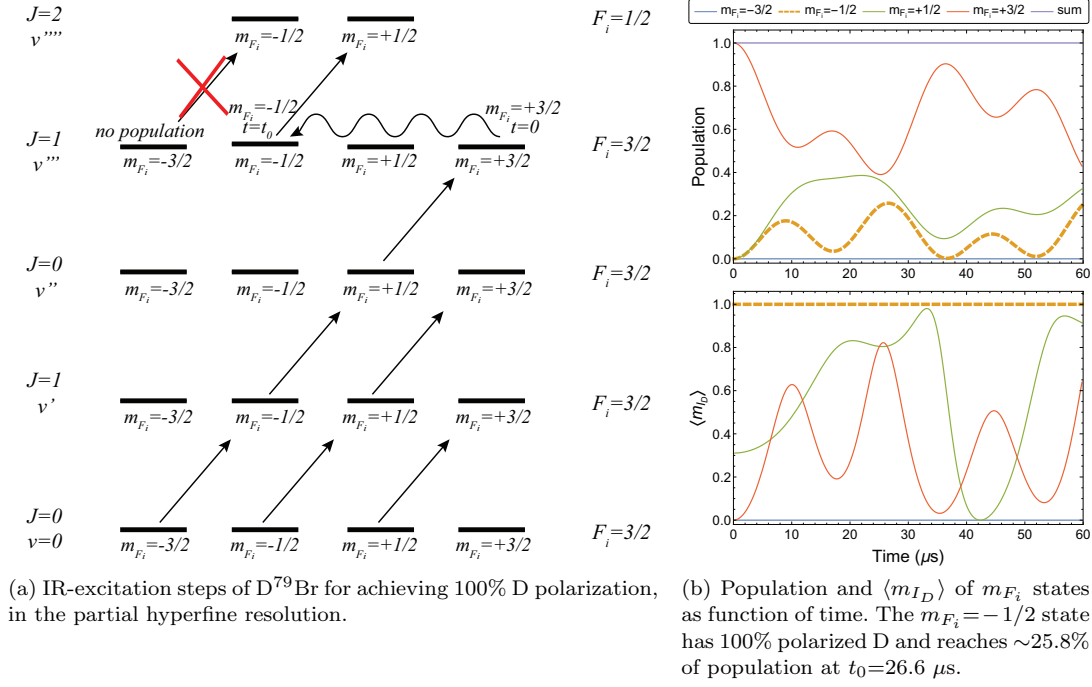 J=2
v''''
m_{F_i}=-1/2
m_{F_i}=+1/2
F_i=1/2
no population
m_{F_i}=-1/2
t=t_0
m_{F_i}=+3/2
t=0
J=1
v'''
m_{F_i}=-3/2
m_{F_i}=-1/2
m_{F_i}=+1/2
m_{F_i}=+3/2
F_i=3/2
J=0
v''
m_{F_i}=-3/2
m_{F_i}=-1/2
m_{F_i}=+1/2
m_{F_i}=+3/2
F_i=3/2
J=1
v'
m_{F_i}=-3/2
m_{F_i}=-1/2
m_{F_i}=+1/2
m_{F_i}=+3/2
F_i=3/2
J=0
v=0
m_{F_i}=-3/2
m_{F_i}=-1/2
m_{F_i}=+1/2
m_{F_i}=+3/2
F_i=3/2
(a) IR-excitation steps of D^{79}Br for achieving 100% D polarization,
in the partial hyperfine resolution.
m_{F_i}=-3/2 m_{F_i}=-1/2 m_{F_i}=+1/2 m_{F_i}=+3/2 sum
Population
1.0
0.8
0.6
0.4
0.2
0.0
0 10 20 30 40 50 60
⟨m_{I_D}⟩
1.0
0.8
0.6
0.4
0.2
0.0
0 10 20 30 40 50 60
Time (μs)
(b) Population and ⟨m_{I_D}⟩ of m_{F_i} states
as function of time. The m_{F_i}=−1/2 state
has 100% polarized D and reaches ∼25.8%
of population at t_0=26.6 μs.